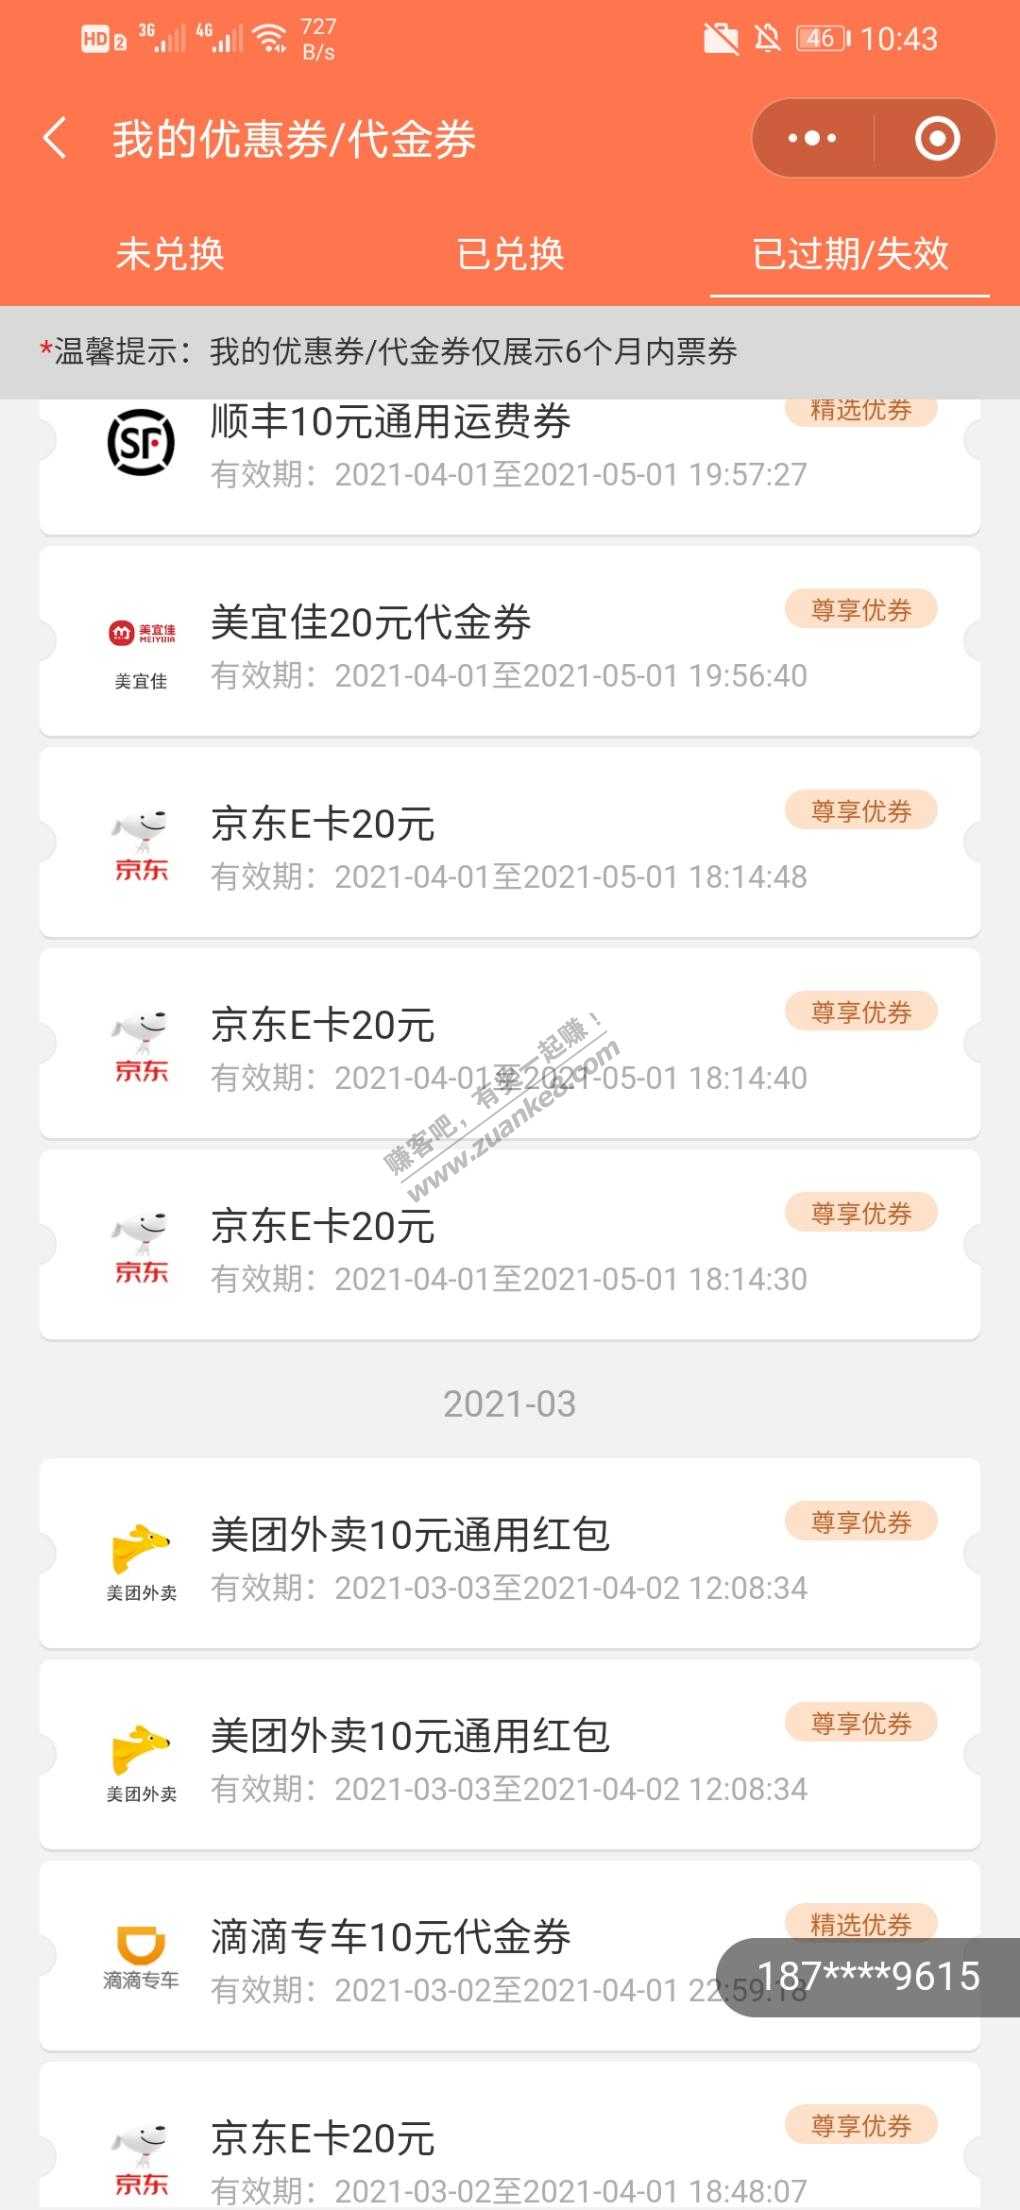 HD 2 3G 4G 727 B/s 46 10:43
我的优惠券/代金券
未兑换 已兑换 已过期/失效
*温馨提示：我的优惠券/代金券仅展示6个月内票券
精选优券
SF 顺丰10元通用运费券
有效期：2021-04-01至2021-05-01 19:57:27
尊享优券
美宜佳20元代金券
美宜佳 MEIYIJIA
有效期：2021-04-01至2021-05-01 19:56:40
美宜佳
尊享优券
京东E卡20元
京东
有效期：2021-04-01至2021-05-01 18:14:48
尊享优券
京东E卡20元
京东
有效期：2021-04-01至2021-05-01 18:14:40
赚客吧，有奖一起赚！
www.zuanke8.com
尊享优券
京东E卡20元
京东
有效期：2021-04-01至2021-05-01 18:14:30
2021-03
尊享优券
美团外卖10元通用红包
美团外卖
有效期：2021-03-03至2021-04-02 12:08:34
尊享优券
美团外卖10元通用红包
美团外卖
有效期：2021-03-03至2021-04-02 12:08:34
精选优券
滴滴专车10元代金券
滴滴专车
有效期：2021-03-02至2021-04-01 22:59:18
187****9615
尊享优券
京东E卡20元
京东
有效期：2021-03-02至2021-04-01 18:48:07